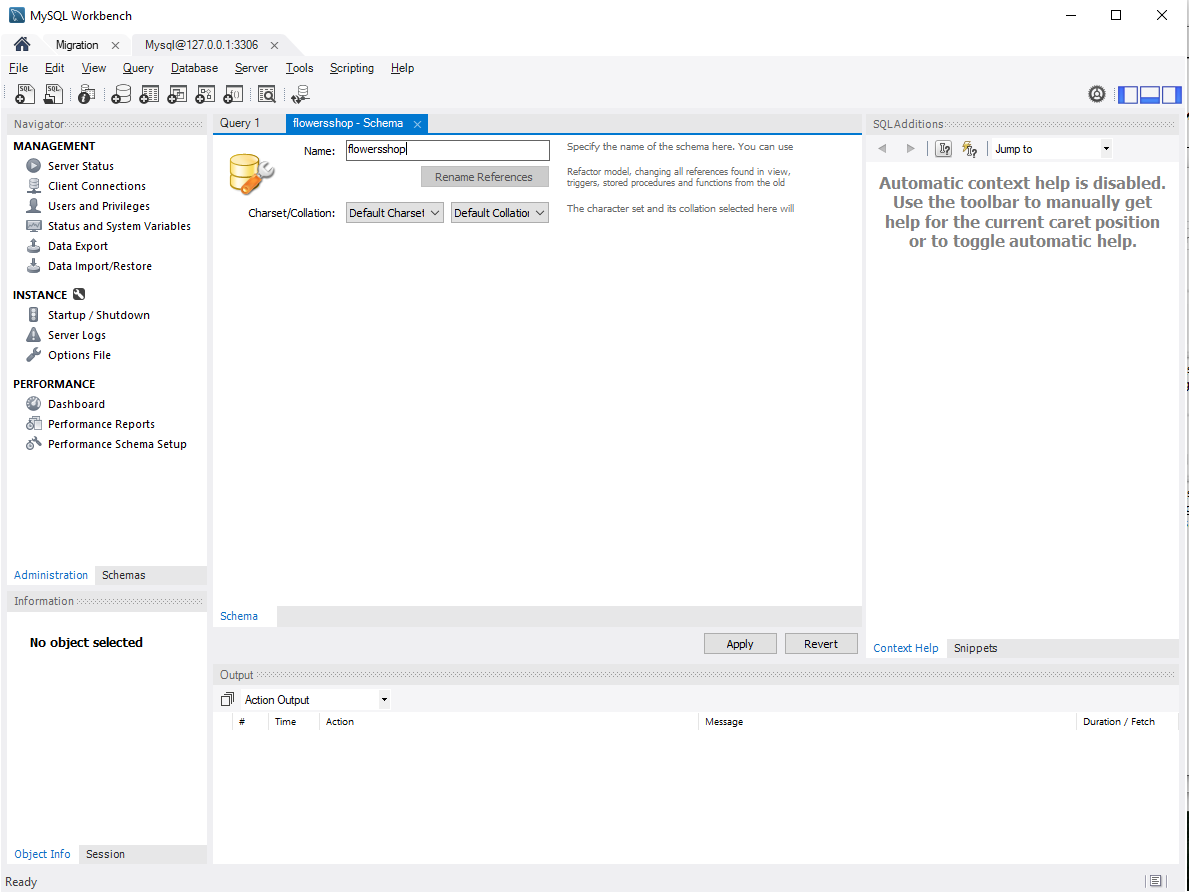 MySQL Workbench
Migration
Mysql@127.0.0.1:3306
File Edit View Query Database Server Tools Scripting Help
Navigator
MANAGEMENT
Server Status
Client Connections
Users and Privileges
Status and System Variables
Data Export
Data Import/Restore
INSTANCE
Startup / Shutdown
Server Logs
Options File
PERFORMANCE
Dashboard
Performance Reports
Performance Schema Setup
Administration Schemas
Information
No object selected
Object Info Session
Query 1 flowersshop - Schema
Name: flowersshop
Specify the name of the schema here. You can use
Rename References
Refactor model, changing all references found in view,
triggers, stored procedures and functions from the old
Charset/Collation: Default Charset Default Collation
The character set and its collation selected here will
Schema
Apply Revert
SQLAdditions
Jump to
Automatic context help is disabled.
Use the toolbar to manually get
help for the current caret position
or to toggle automatic help.
Context Help Snippets
Output
Action Output
# Time Action Message Duration / Fetch
Ready